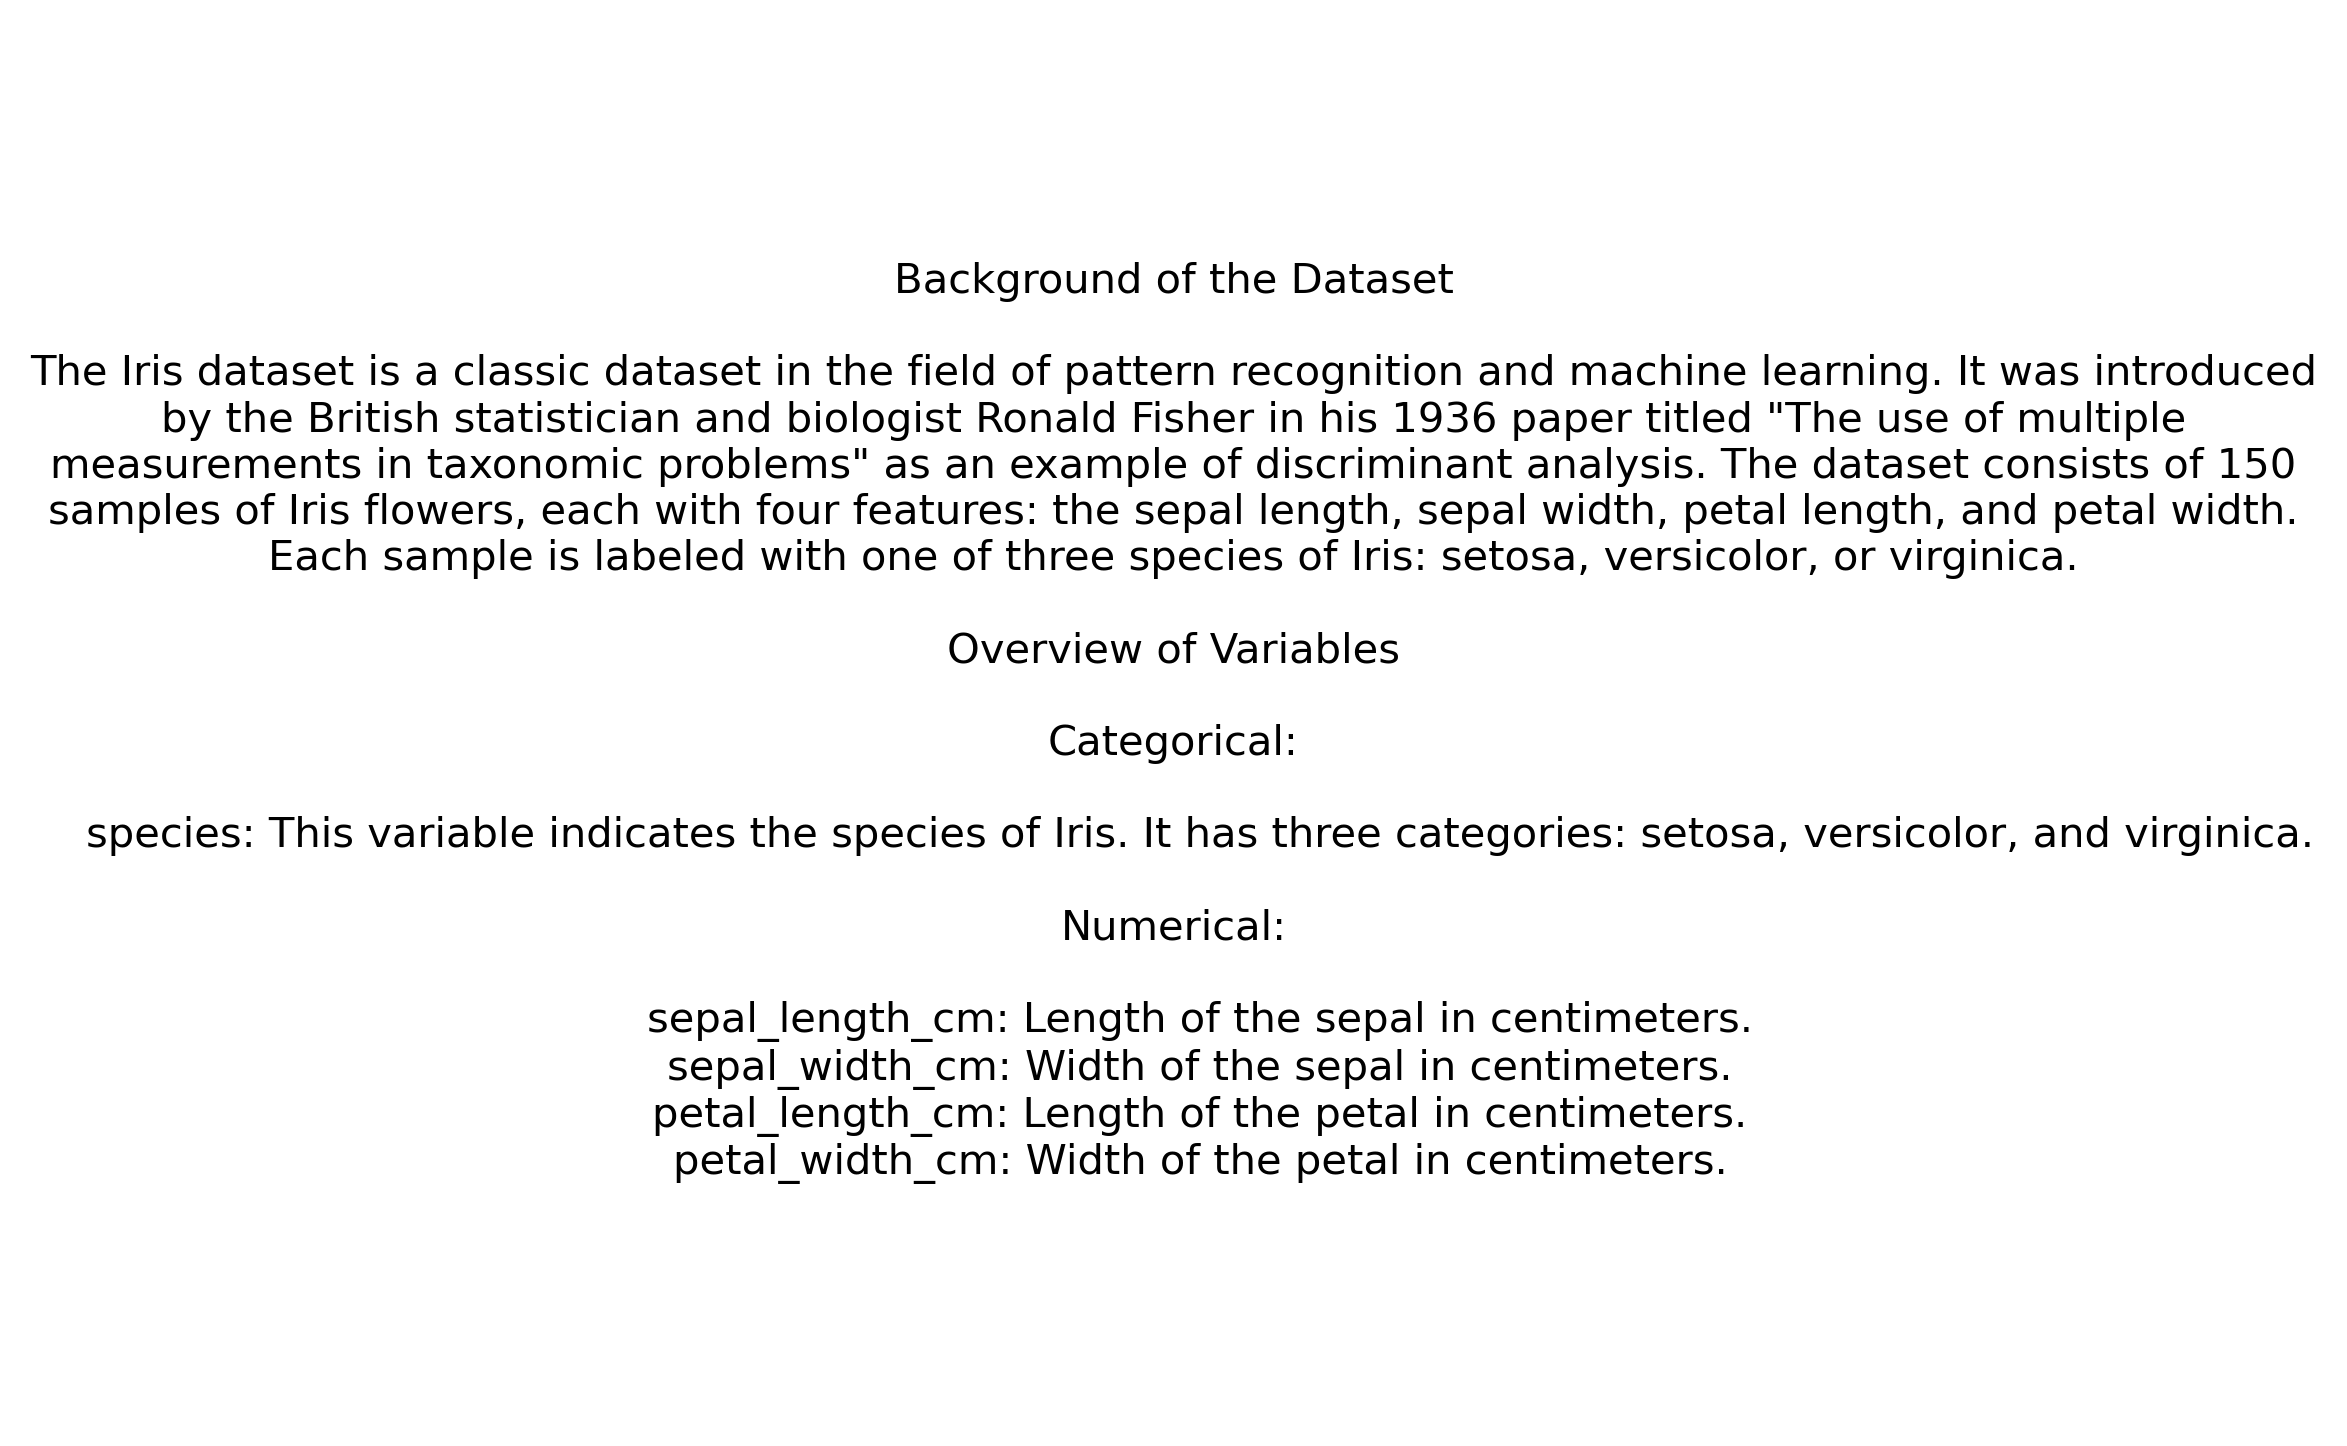 Background of the Dataset
The Iris dataset is a classic dataset in the field of pattern recognition and machine learning. It was introduced
by the British statistician and biologist Ronald Fisher in his 1936 paper titled "The use of multiple
measurements in taxonomic problems" as an example of discriminant analysis. The dataset consists of 150
samples of Iris flowers, each with four features: the sepal length, sepal width, petal length, and petal width.
Each sample is labeled with one of three species of Iris: setosa, versicolor, or virginica.
Overview of Variables
Categorical:
species: This variable indicates the species of Iris. It has three categories: setosa, versicolor, and virginica.
Numerical:
sepal_length_cm: Length of the sepal in centimeters.
sepal_width_cm: Width of the sepal in centimeters.
petal_length_cm: Length of the petal in centimeters.
petal_width_cm: Width of the petal in centimeters.